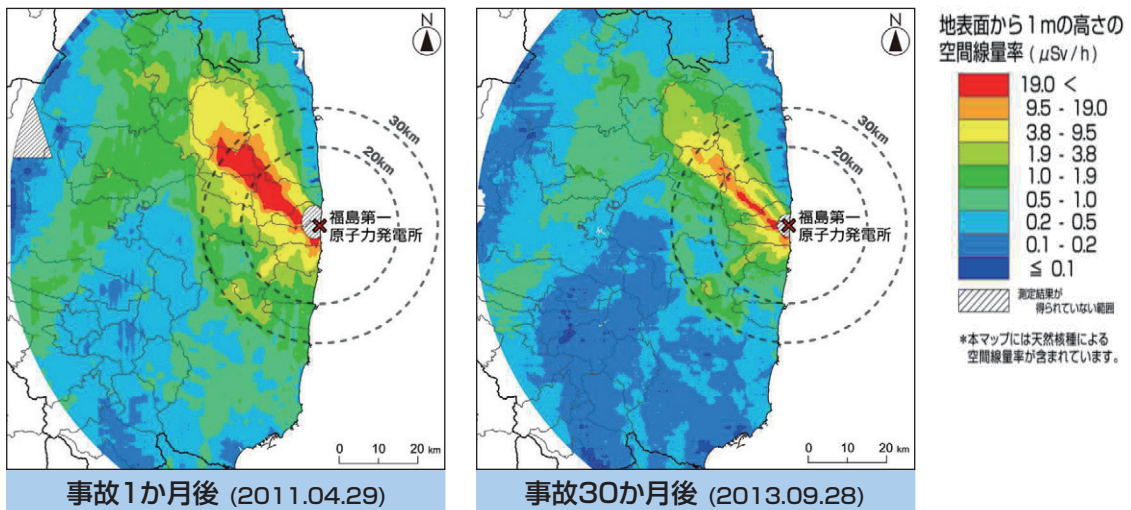 N
30km
20km
福島第一
原子力発電所
0 10 20 km
事故1か月後 (2011.04.29)
N
30km
20km
福島第一
原子力発電所
0 10 20 km
事故30か月後 (2013.09.28)
地表面から1mの高さの
空間線量率 (μSv/h)
19.0 <
9.5 - 19.0
3.8 - 9.5
1.9 - 3.8
1.0 - 1.9
0.5 - 1.0
0.2 - 0.5
0.1 - 0.2
≦ 0.1
測定結果が
得られていない範囲
*本マップには天然核種による
空間線量率が含まれています。